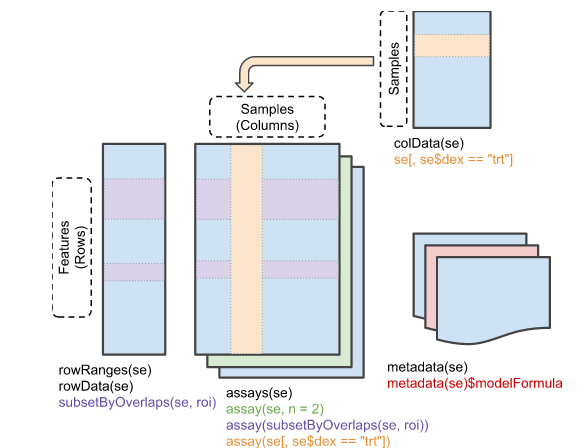 Samples
Samples
(Columns)
colData(se)
se[, se$dex == "trt"]
Features
(Rows)
rowRanges(se)
rowData(se)
subsetByOverlaps(se, roi)
assays(se)
assay(se, n = 2)
assay(subsetByOverlaps(se, roi))
assay(se[, se$dex == "trt"])
metadata(se)
metadata(se)$modelFormula